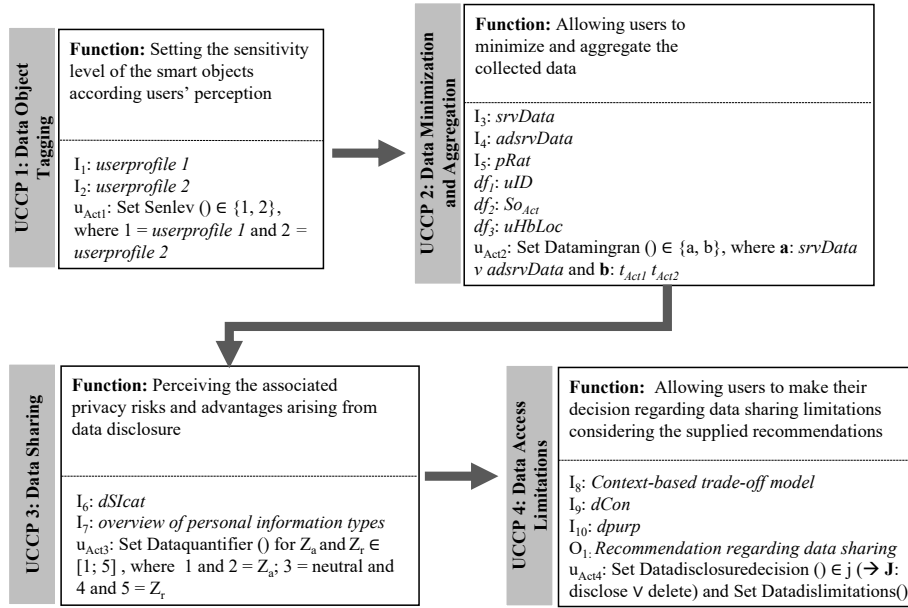 UCCP 1: Data Object
Tagging
Function: Setting the sensitivity
level of the smart objects
according users' perception
I1: userprofile 1
I2: userprofile 2
uAct1: Set Senlev () ∈ {1, 2},
where 1 = userprofile 1 and 2 =
userprofile 2
UCCP 2: Data Minimization
and Aggregation
Function: Allowing users to
minimize and aggregate the
collected data
I3: srvData
I4: adsrvData
I5: pRat
df1: uID
df2: SoAct
df3: uHbLoc
uAct2: Set Datamingran () ∈ {a, b}, where a: srvData
v adsrvData and b: tAct1 tAct2
UCCP 3: Data Sharing
Function: Perceiving the associated
privacy risks and advantages arising from
data disclosure
I6: dSIcat
I7: overview of personal information types
uAct3: Set Dataquantifier () for Za and Zr ∈
[1; 5] , where 1 and 2 = Za; 3 = neutral and
4 and 5 = Zr
UCCP 4: Data Access
Limitations
Function: Allowing users to make their
decision regarding data sharing limitations
considering the supplied recommendations
I8: Context-based trade-off model
I9: dCon
I10: dpurp
O1: Recommendation regarding data sharing
uAct4: Set Datadisclosuredecision () ∈ j (→ J:
disclose ∨ delete) and Set Datadislimitations()